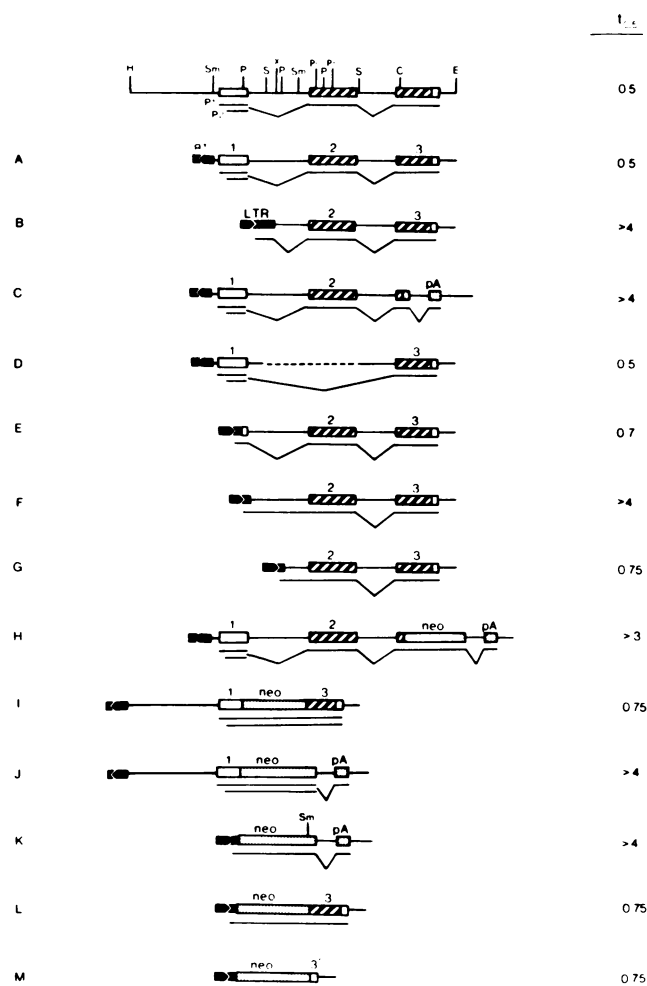 H Sm P S X P Sm P P P S C E
0.5
P1
P2
A 1 2 3 0.5
B LTR 2 3 >4
C 1 2 pA >4
D 1 3 0.5
E 2 3 0.7
F 2 3 >4
G 2 3 0.75
H 1 2 neo pA >3
I 1 neo 3 0.75
J 1 neo pA >4
Sm
K neo pA >4
L neo 3 0.75
M neo 3' 0.75